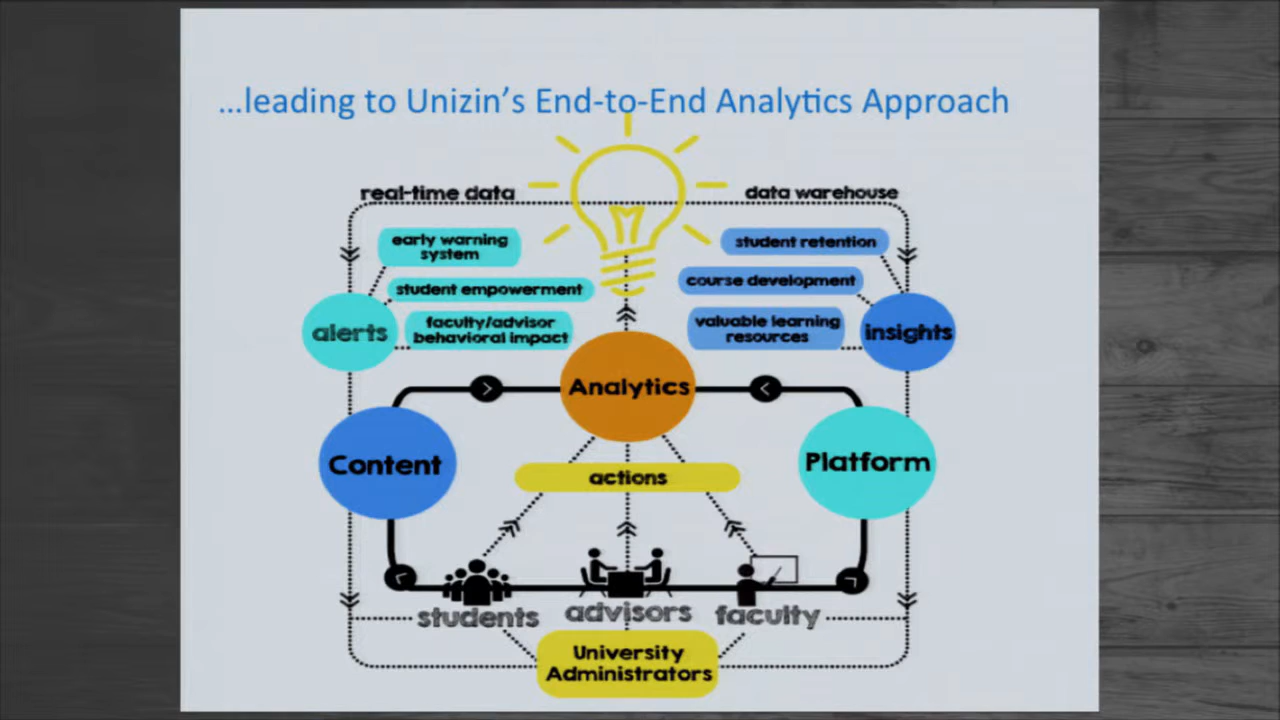 ...leading to Unizin's End-to-End Analytics Approach
real-time data
data warehouse
early warning
system
student empowerment
faculty/advisor
behavioral impact
alerts
student retention
course development
valuable learning
resources
insights
Analytics
Content
Platform
actions
students
advisors
faculty
University
Administrators